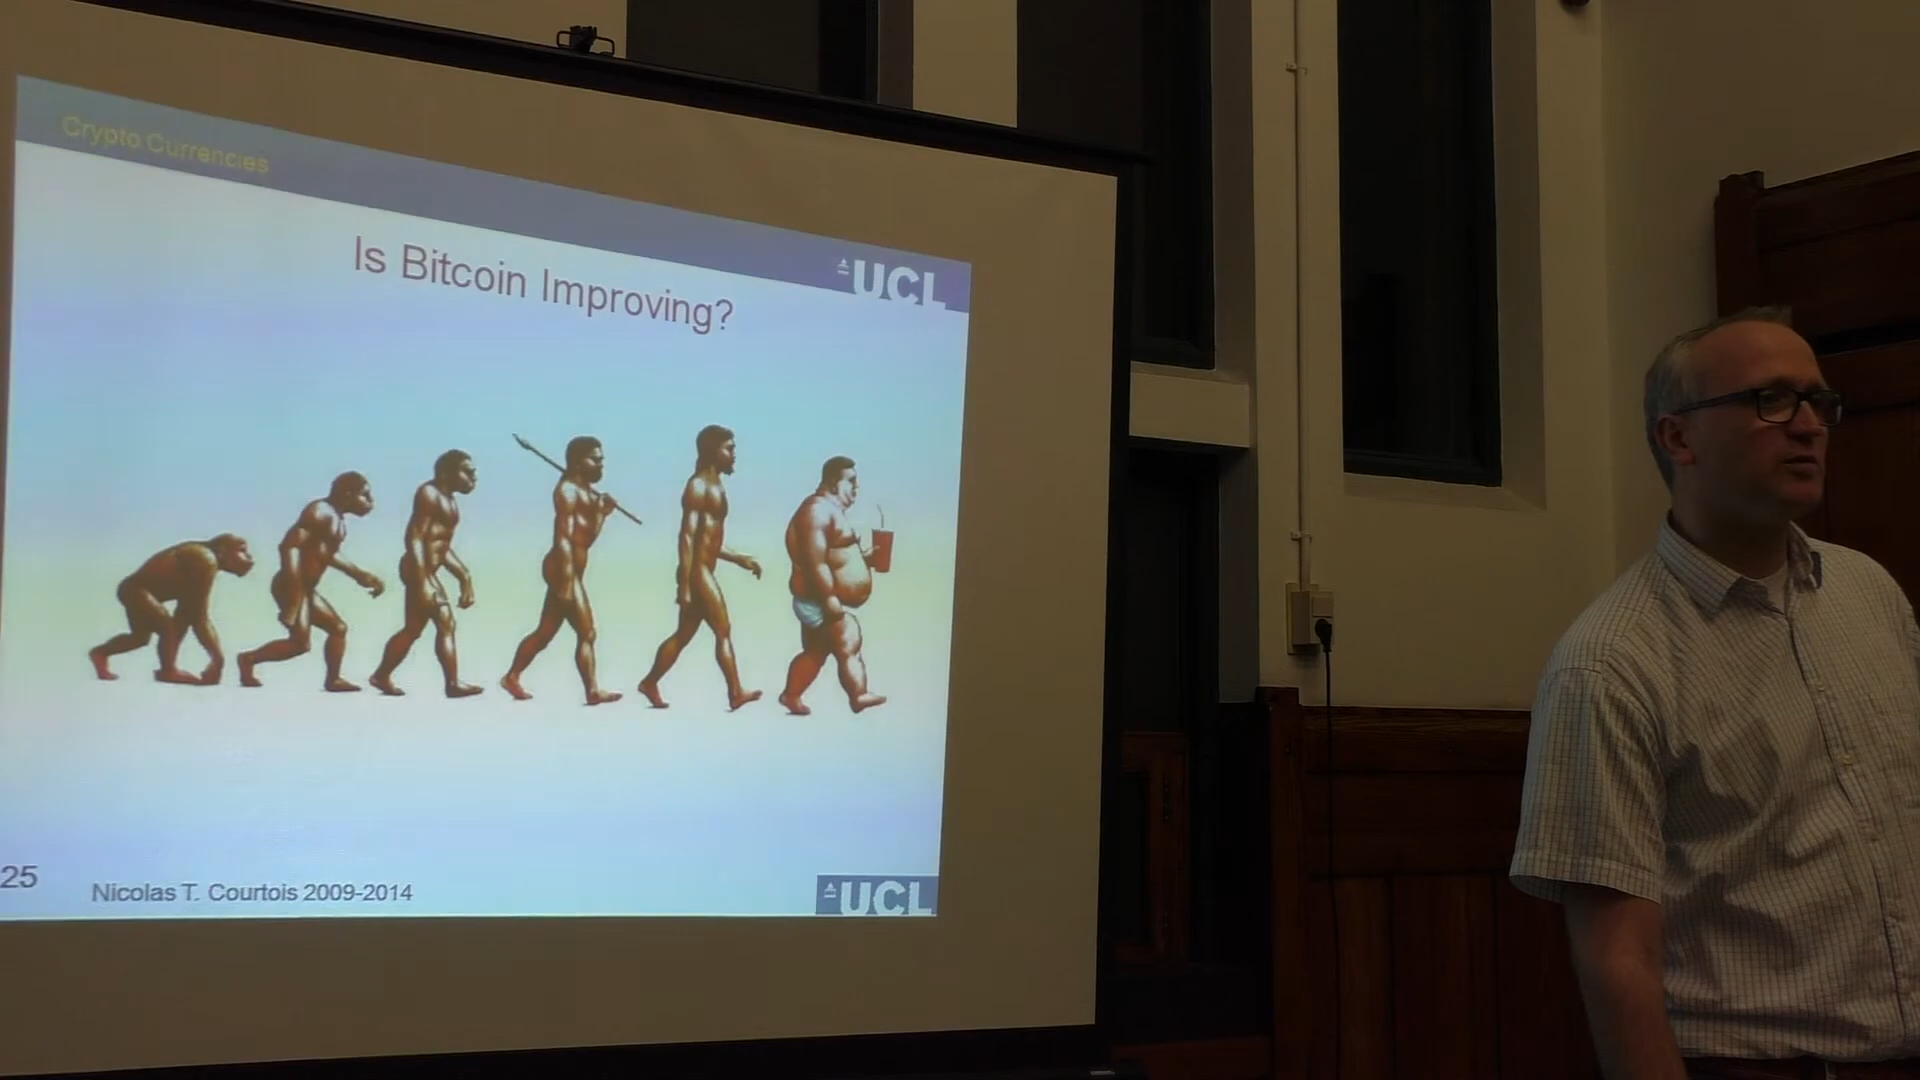 Crypto Currencies
UCL
Is Bitcoin Improving?
25
Nicolas T. Courtois 2009-2014
UCL